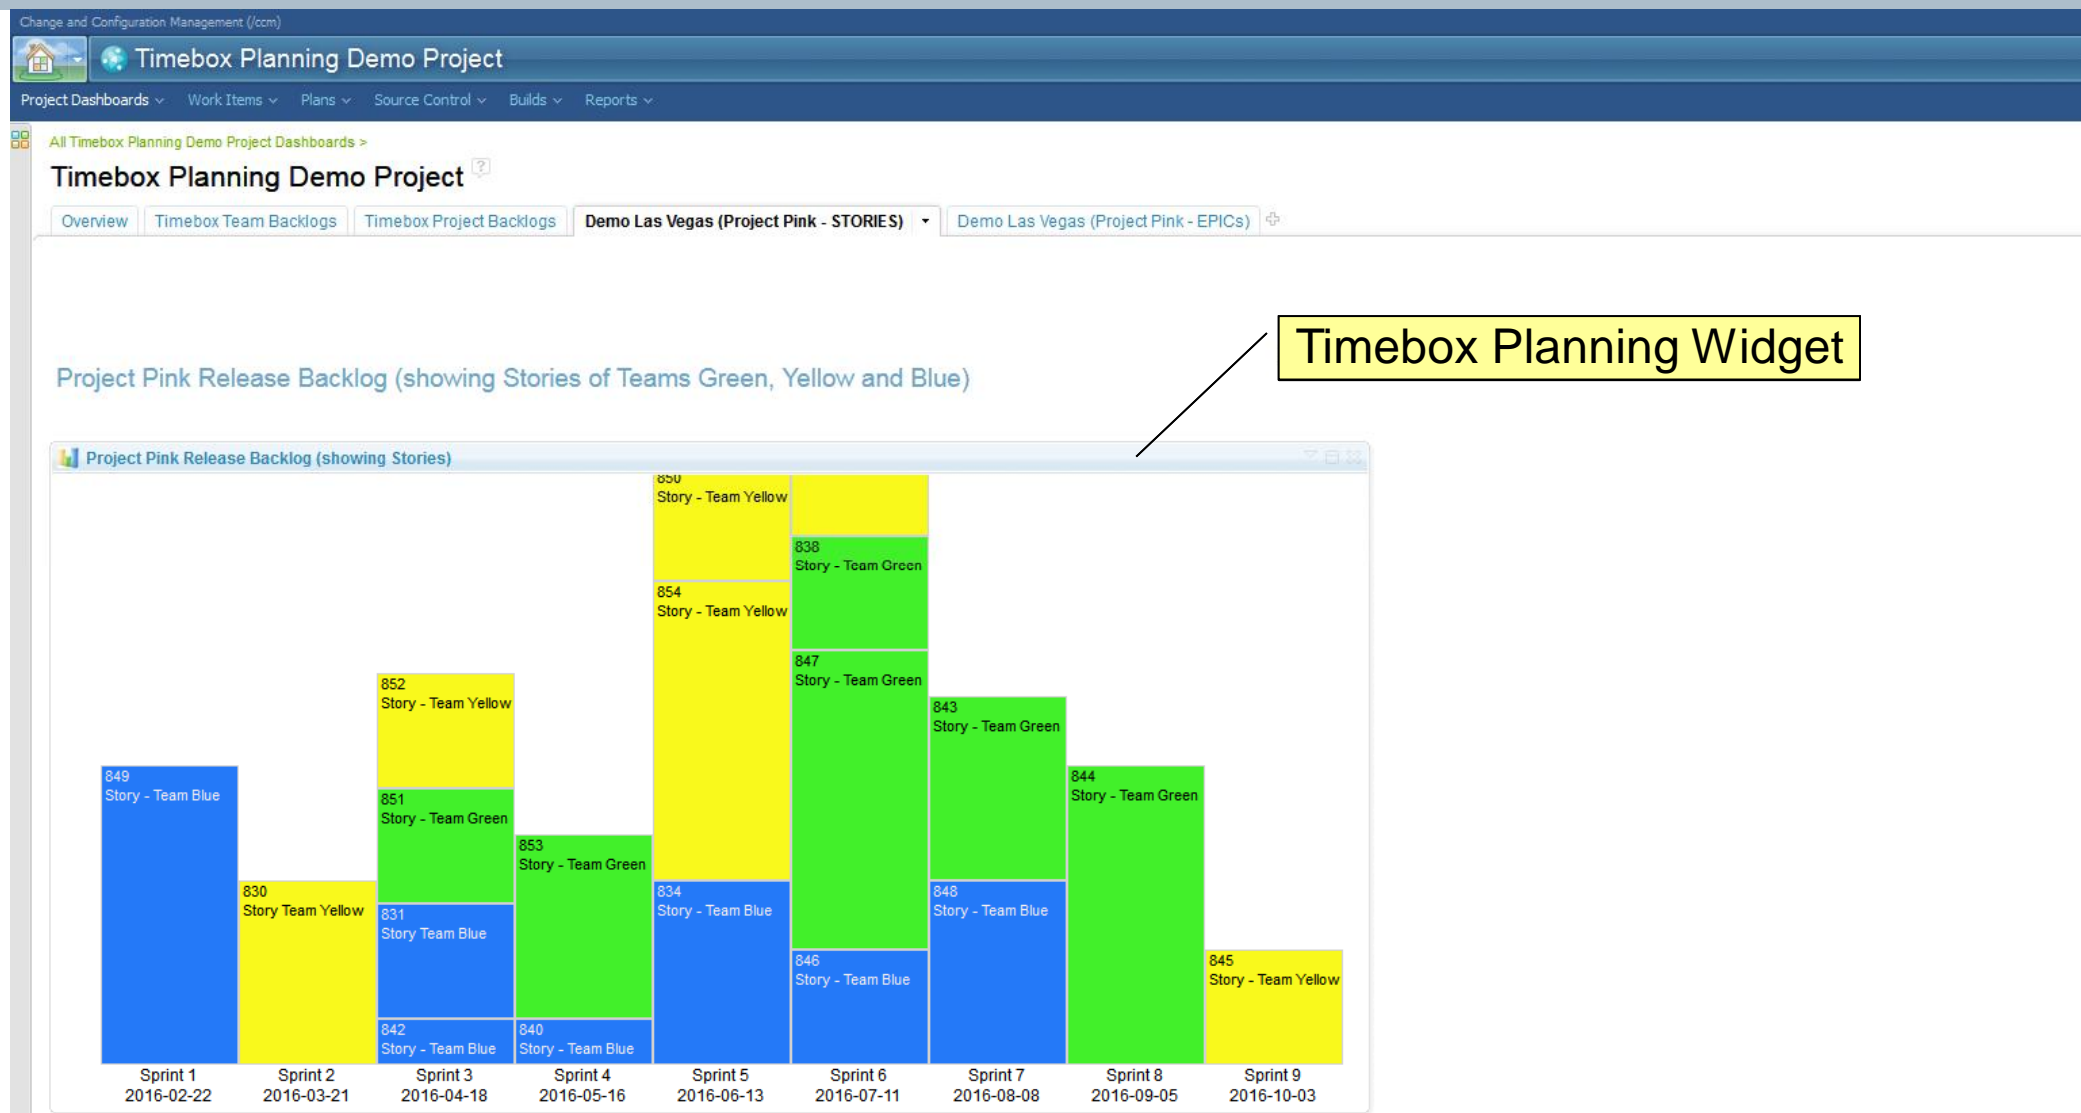 Change and Configuration Management (/ccm)
Timebox Planning Demo Project
Project Dashboards Work Items Plans Source Control Builds Reports
All Timebox Planning Demo Project Dashboards >
Timebox Planning Demo Project ?
Overview Timebox Team Backlogs Timebox Project Backlogs Demo Las Vegas (Project Pink - STORIES) Demo Las Vegas (Project Pink - EPICs)
Timebox Planning Widget
Project Pink Release Backlog (showing Stories of Teams Green, Yellow and Blue)
Project Pink Release Backlog (showing Stories)
849
Story - Team Blue
830
Story Team Yellow
852
Story - Team Yellow
851
Story - Team Green
831
Story Team Blue
842
Story - Team Blue
853
Story - Team Green
840
Story - Team Blue
850
Story - Team Yellow
854
Story - Team Yellow
834
Story - Team Blue
838
Story - Team Green
847
Story - Team Green
846
Story - Team Blue
843
Story - Team Green
848
Story - Team Blue
844
Story - Team Green
845
Story - Team Yellow
Sprint 1 Sprint 2 Sprint 3 Sprint 4 Sprint 5 Sprint 6 Sprint 7 Sprint 8 Sprint 9
2016-02-22 2016-03-21 2016-04-18 2016-05-16 2016-06-13 2016-07-11 2016-08-08 2016-09-05 2016-10-03